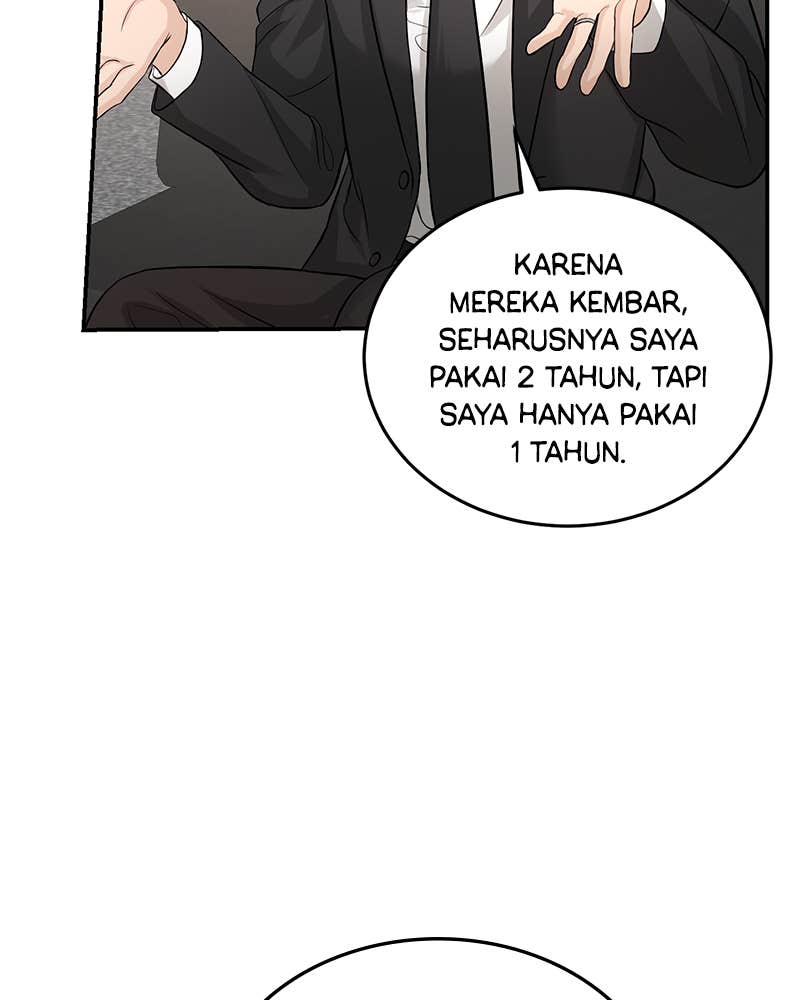 KARENA
MEREKA KEMBAR,
SEHARUSNYA SAYA
PAKAI 2 TAHUN, TAPI
SAYA HANYA PAKAI
1 TAHUN.